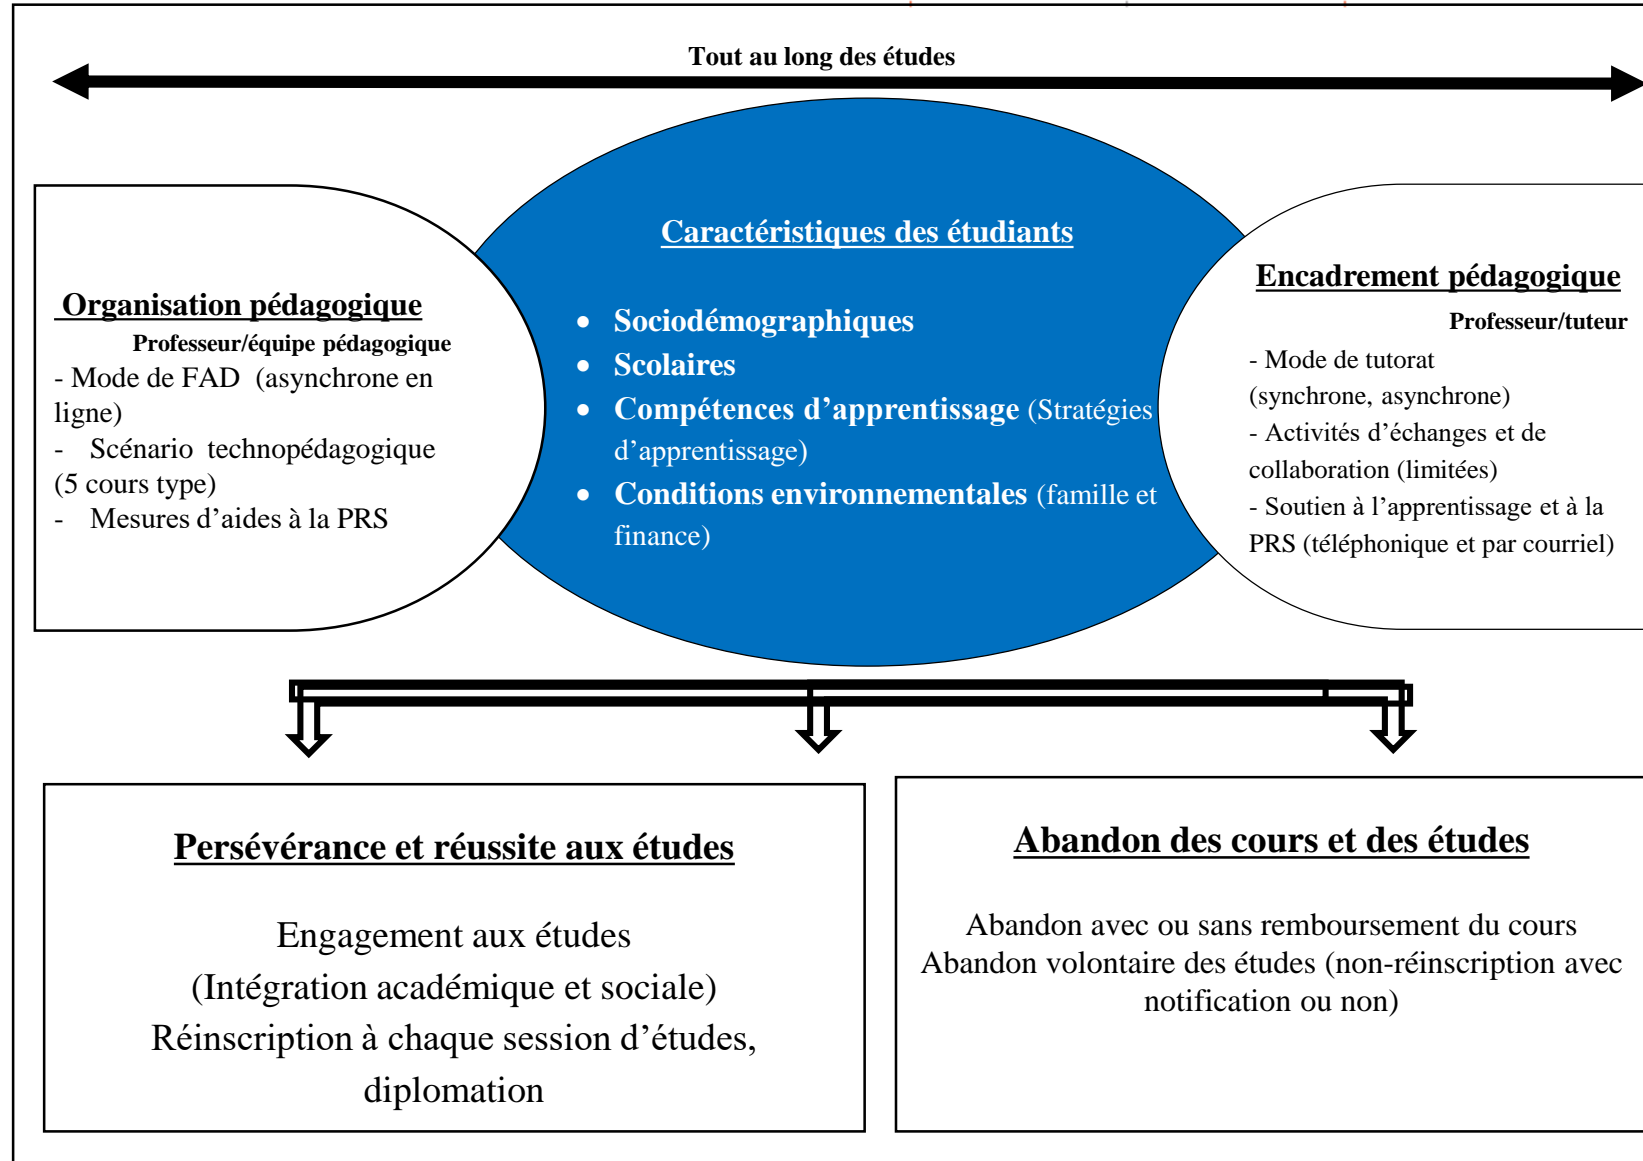 Tout au long des études
Organisation pédagogique
Professeur/équipe pédagogique
- Mode de FAD (asynchrone en
ligne)
- Scénario technopédagogique
(5 cours type)
- Mesures d’aides à la PRS
Caractéristiques des étudiants
• Sociodémographiques
• Scolaires
• Compétences d’apprentissage (Stratégies
d’apprentissage)
• Conditions environnementales (famille et
finance)
Encadrement pédagogique
Professeur/tuteur
- Mode de tutorat
(synchrone, asynchrone)
- Activités d’échanges et de
collaboration (limitées)
- Soutien à l’apprentissage et à la
PRS (téléphonique et par courriel)
Persévérance et réussite aux études
Engagement aux études
(Intégration académique et sociale)
Réinscription à chaque session d’études,
diplomation
Abandon des cours et des études
Abandon avec ou sans remboursement du cours
Abandon volontaire des études (non-réinscription avec
notification ou non)